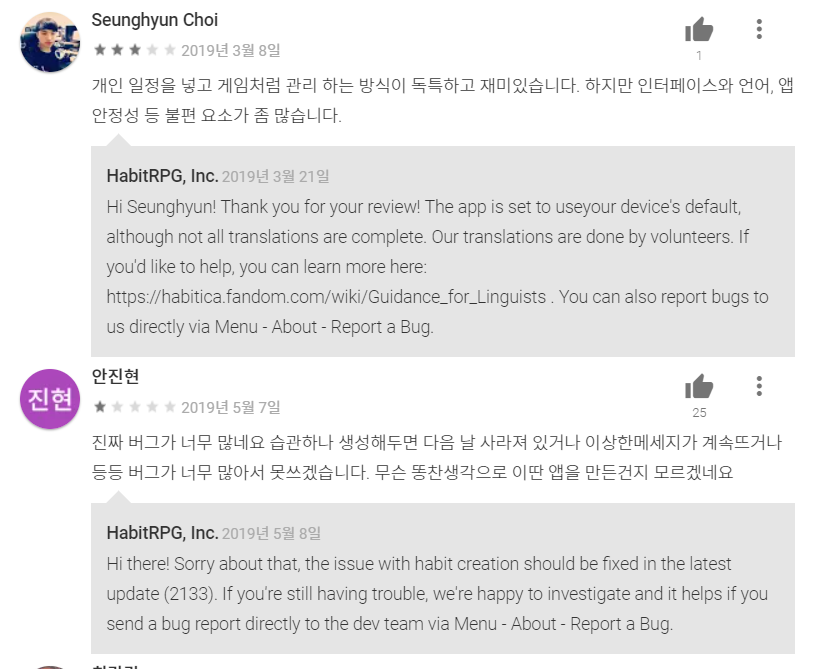 Seunghyun Choi
2019년 3월 8일
1
개인 일정을 넣고 게임처럼 관리 하는 방식이 독특하고 재미있습니다. 하지만 인터페이스와 언어, 앱
안정성 등 불편 요소가 좀 많습니다.
HabitRPG, Inc. 2019년 3월 21일
Hi Seunghyun! Thank you for your review! The app is set to useyour device's default,
although not all translations are complete. Our translations are done by volunteers. If
you'd like to help, you can learn more here:
https://habitica.fandom.com/wiki/Guidance_for_Linguists . You can also report bugs to
us directly via Menu - About - Report a Bug.
진현
안진현
2019년 5월 7일
25
진짜 버그가 너무 많네요 습관하나 생성해두면 다음 날 사라져 있거나 이상한메세지가 계속뜨거나
등등 버그가 너무 많아서 못쓰겠습니다. 무슨 똥찬생각으로 이딴 앱을 만든건지 모르겠네요
HabitRPG, Inc. 2019년 5월 8일
Hi there! Sorry about that, the issue with habit creation should be fixed in the latest
update (2133). If you're still having trouble, we're happy to investigate and it helps if you
send a bug report directly to the dev team via Menu - About - Report a Bug.